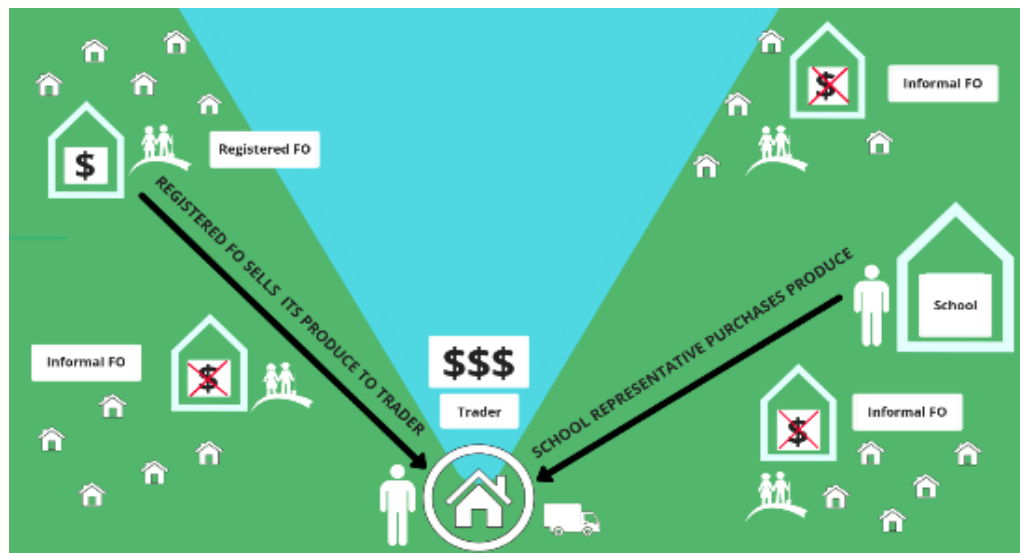 $
Registered FO
REGISTERED FO SELLS ITS PRODUCE TO TRADER
$
Informal FO
$
Informal FO
School
SCHOOL REPRESENTATIVE PURCHASES PRODUCE
$$$
Trader
$
Informal FO